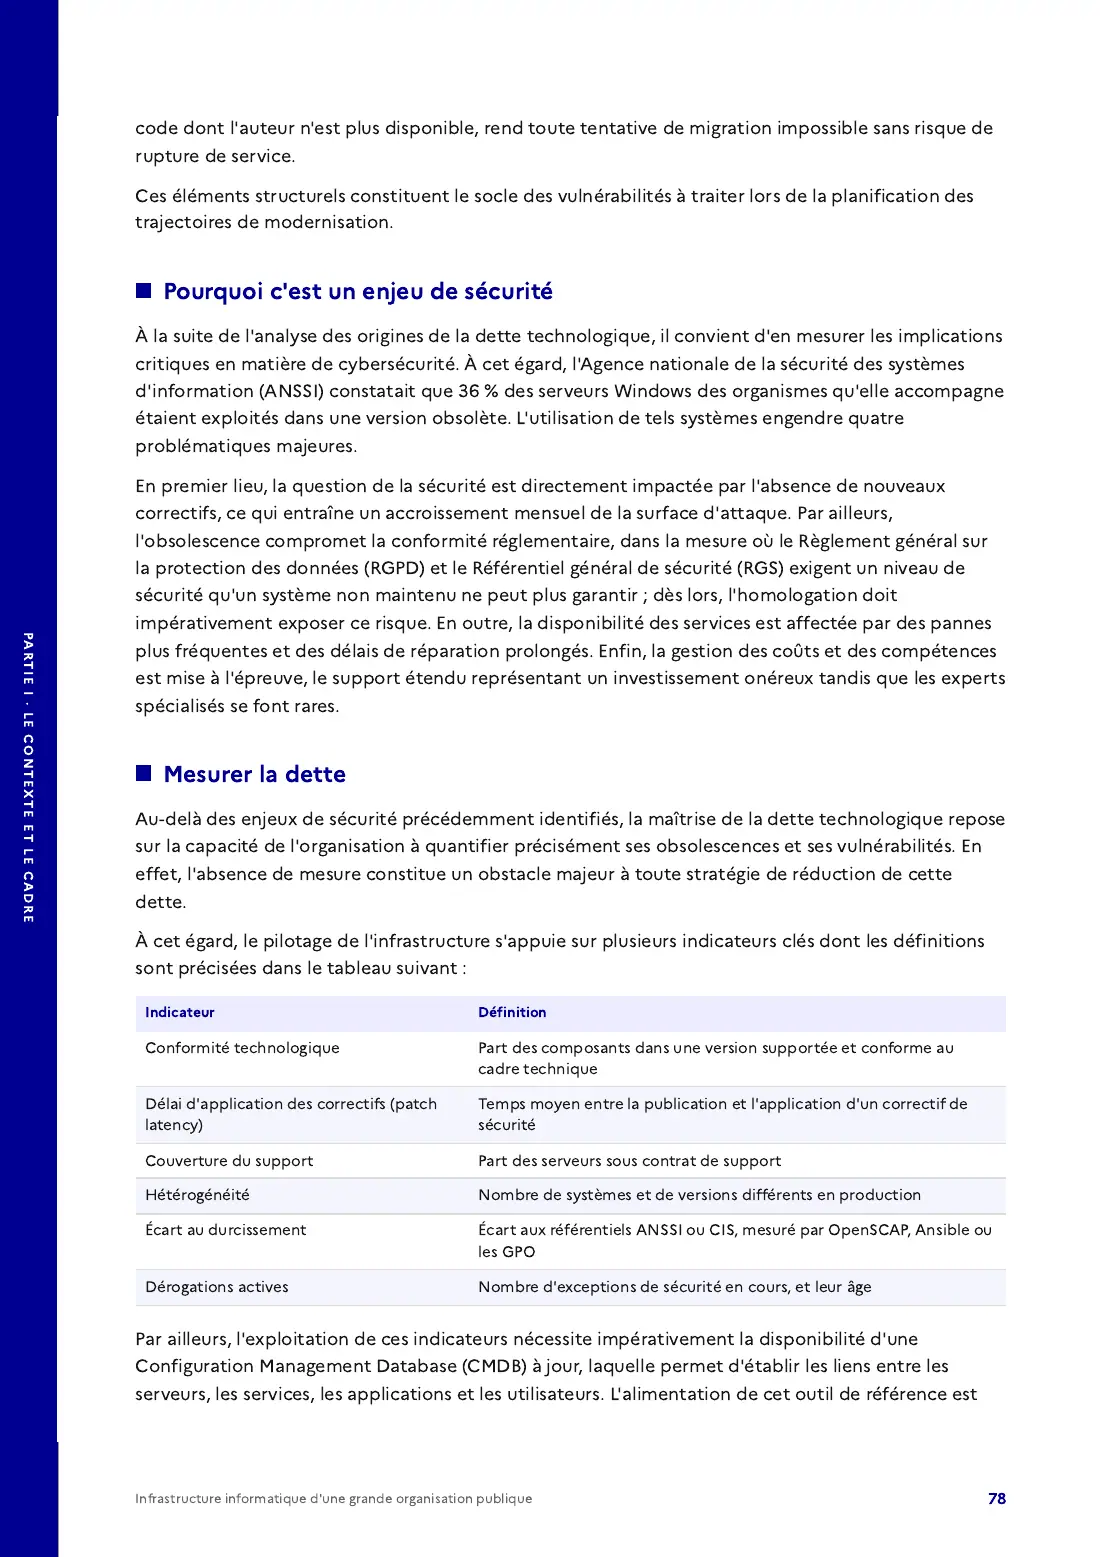 code dont l'auteur n'est plus disponible, rend toute tentative de migration impossible sans risque de
rupture de service.
Ces éléments structurels constituent le socle des vulnérabilités à traiter lors de la planification des
trajectoires de modernisation.
Pourquoi c'est un enjeu de sécurité
À la suite de l'analyse des origines de la dette technologique, il convient d'en mesurer les implications
critiques en matière de cybersécurité. À cet égard, l'Agence nationale de la sécurité des systèmes
d'information (ANSSI) constatait que 36 % des serveurs Windows des organismes qu'elle accompagne
étaient exploités dans une version obsolète. L'utilisation de tels systèmes engendre quatre
problématiques majeures.
En premier lieu, la question de la sécurité est directement impactée par l'absence de nouveaux
correctifs, ce qui entraîne un accroissement mensuel de la surface d'attaque. Par ailleurs,
l'obsolescence compromet la conformité réglementaire, dans la mesure où le Règlement général sur
la protection des données (RGPD) et le Référentiel général de sécurité (RGS) exigent un niveau de
sécurité qu'un système non maintenu ne peut plus garantir ; dès lors, l'homologation doit
impérativement exposer ce risque. En outre, la disponibilité des services est affectée par des pannes
plus fréquentes et des délais de réparation prolongés. Enfin, la gestion des coûts et des compétences
est mise à l'épreuve, le support étendu représentant un investissement onéreux tandis que les experts
spécialisés se font rares.
Mesurer la dette
Au-delà des enjeux de sécurité précédemment identifiés, la maîtrise de la dette technologique repose
sur la capacité de l'organisation à quantifier précisément ses obsolescences et ses vulnérabilités. En
effet, l'absence de mesure constitue un obstacle majeur à toute stratégie de réduction de cette
dette.
À cet égard, le pilotage de l'infrastructure s'appuie sur plusieurs indicateurs clés dont les définitions
sont précisées dans le tableau suivant :
Indicateur Définition
Conformité technologique Part des composants dans une version supportée et conforme au
cadre technique
Délai d'application des correctifs (patch Temps moyen entre la publication et l'application d'un correctif de
latency) sécurité
Couverture du support Part des serveurs sous contrat de support
Hétérogénéité Nombre de systèmes et de versions différents en production
Écart au durcissement Écart aux référentiels ANSSI ou CIS, mesuré par OpenSCAP, Ansible ou
les GPO
Dérogations actives Nombre d'exceptions de sécurité en cours, et leur âge
Par ailleurs, l'exploitation de ces indicateurs nécessite impérativement la disponibilité d'une
Configuration Management Database (CMDB) à jour, laquelle permet d'établir les liens entre les
serveurs, les services, les applications et les utilisateurs. L'alimentation de cet outil de référence est
PARTIE I · LE CONTEXTE ET LE CADRE
Infrastructure informatique d'une grande organisation publique 78